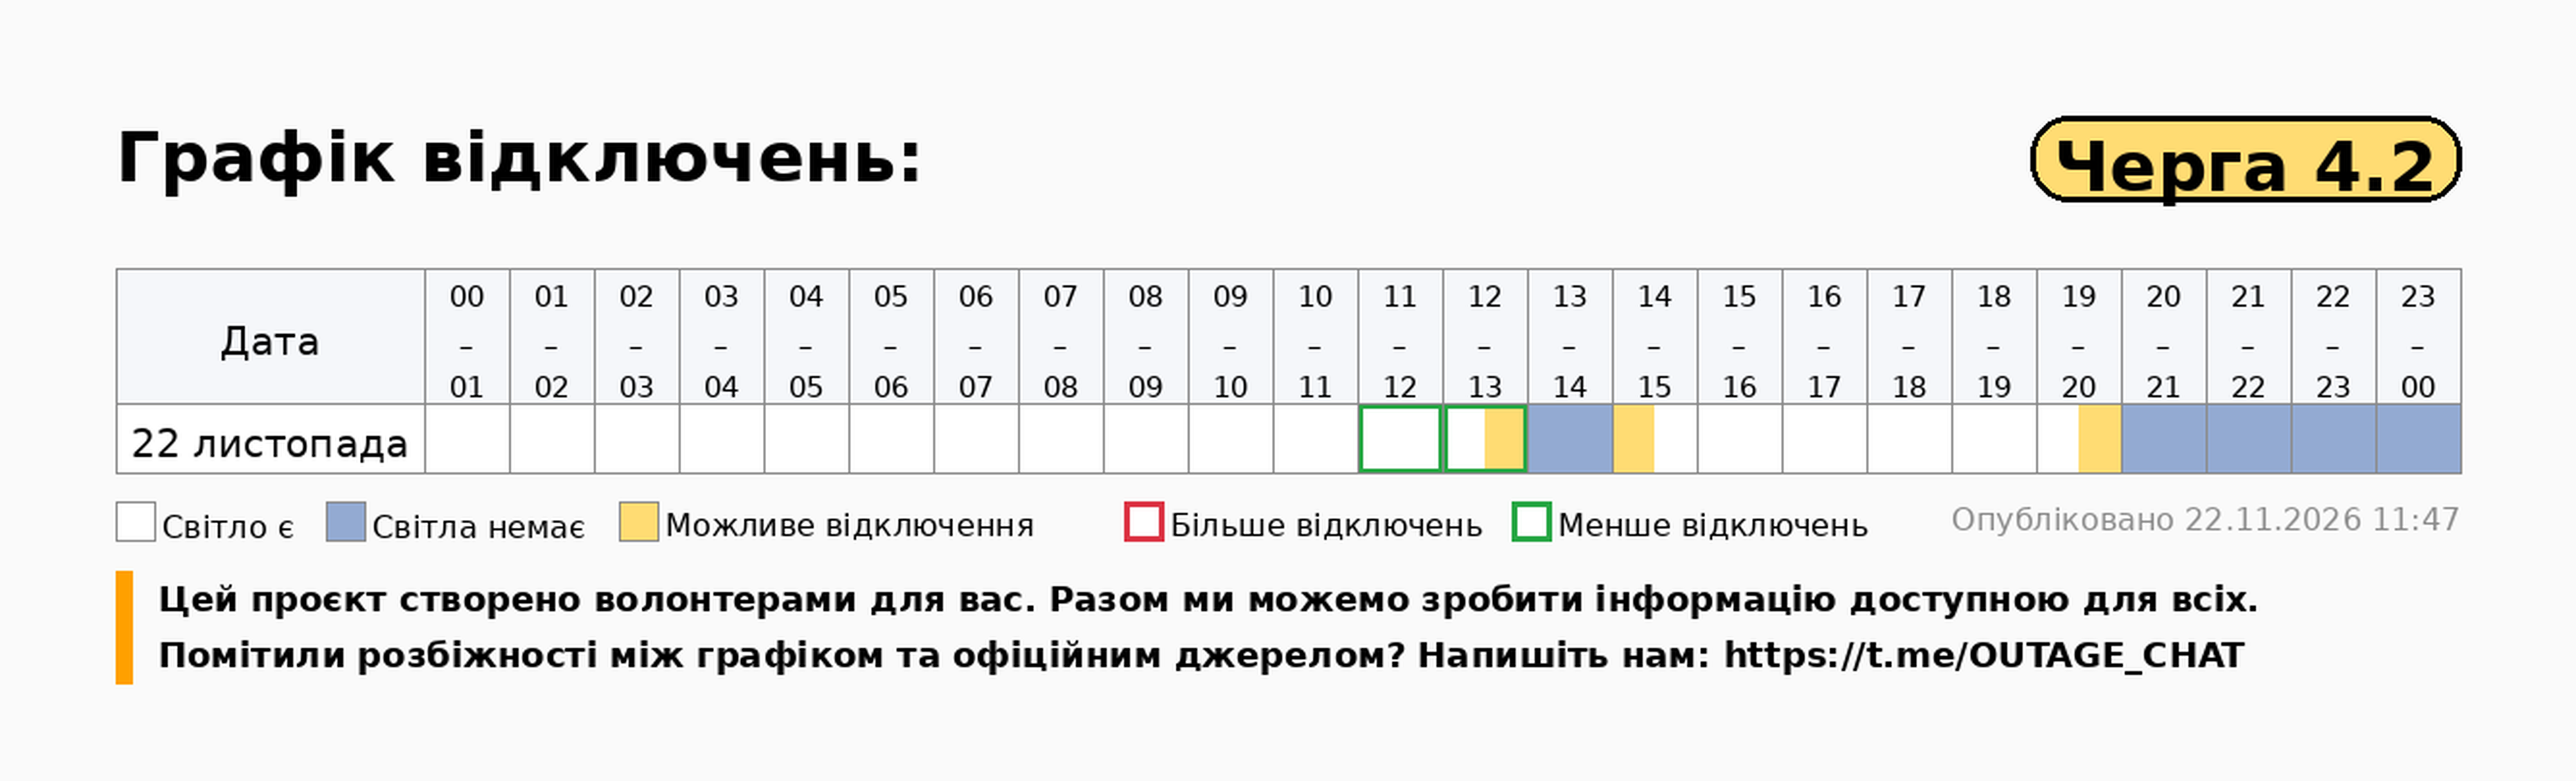 Графік відключень:
Черга 4.2
Дата
00 – 01
01 – 02
02 – 03
03 – 04
04 – 05
05 – 06
06 – 07
07 – 08
08 – 09
09 – 10
10 – 11
11 – 12
12 – 13
13 – 14
14 – 15
15 – 16
16 – 17
17 – 18
18 – 19
19 – 20
20 – 21
21 – 22
22 – 23
23 – 00
22 листопада
Світло є
Світла немає
Можливе відключення
Більше відключень
Менше відключень
Опубліковано 22.11.2026 11:47
Цей проєкт створено волонтерами для вас. Разом ми можемо зробити інформацію доступною для всіх.
Помітили розбіжності між графіком та офіційним джерелом? Напишіть нам: https://t.me/OUTAGE_CHAT